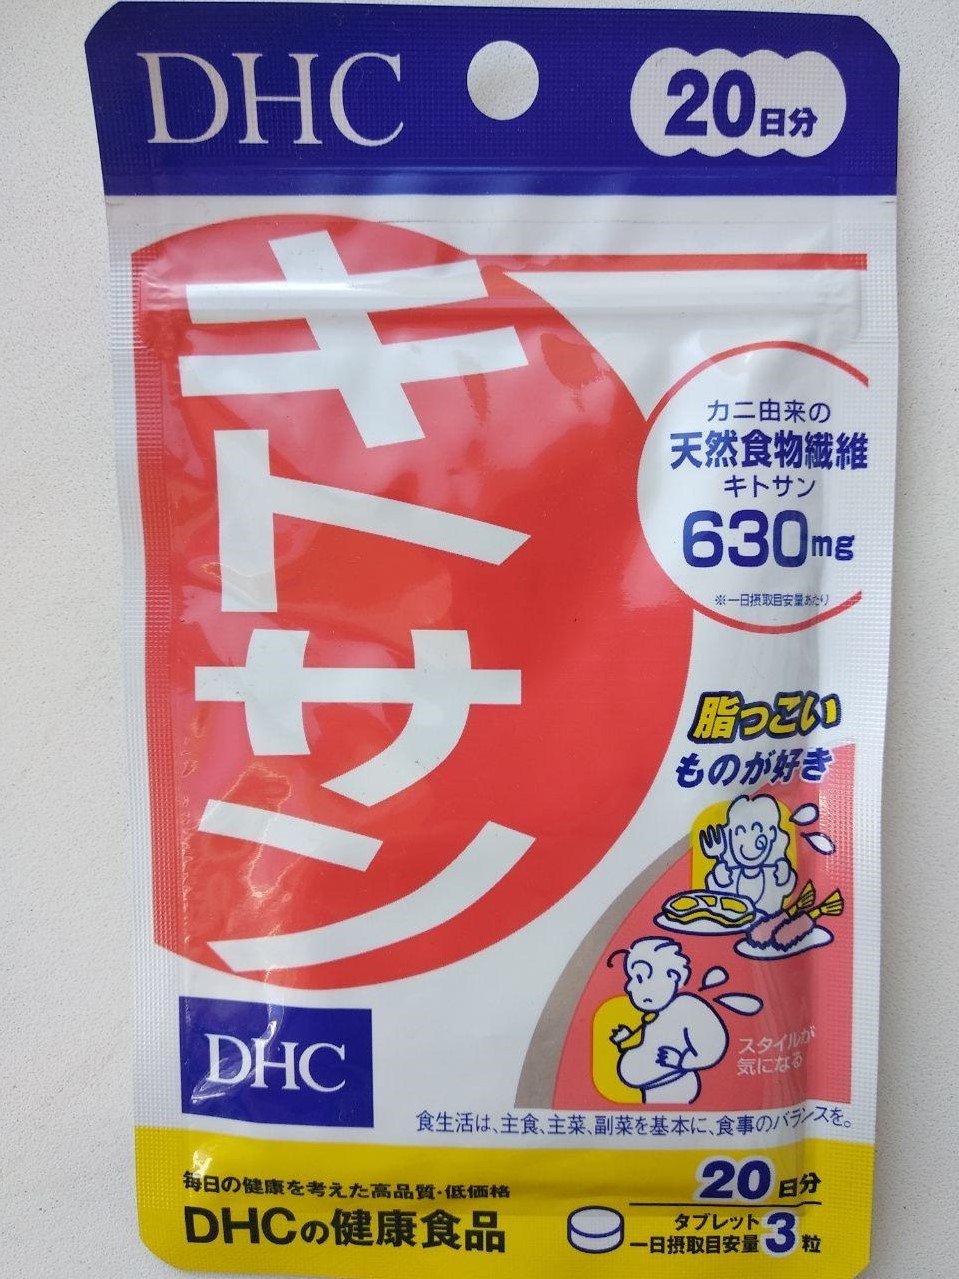 DHC
20日分
キトサン
カニ由来の
天然食物繊維
キトサン
630mg
※一日摂取目安量あたり
脂っこい
ものが好き
スタイルが
気になる
DHC
食生活は、主食、主菜、副菜を基本に、食事のバランスを。
毎日の健康を考えた高品質・低価格
DHCの健康食品
20日分
タブレット
一日摂取目安量3粒